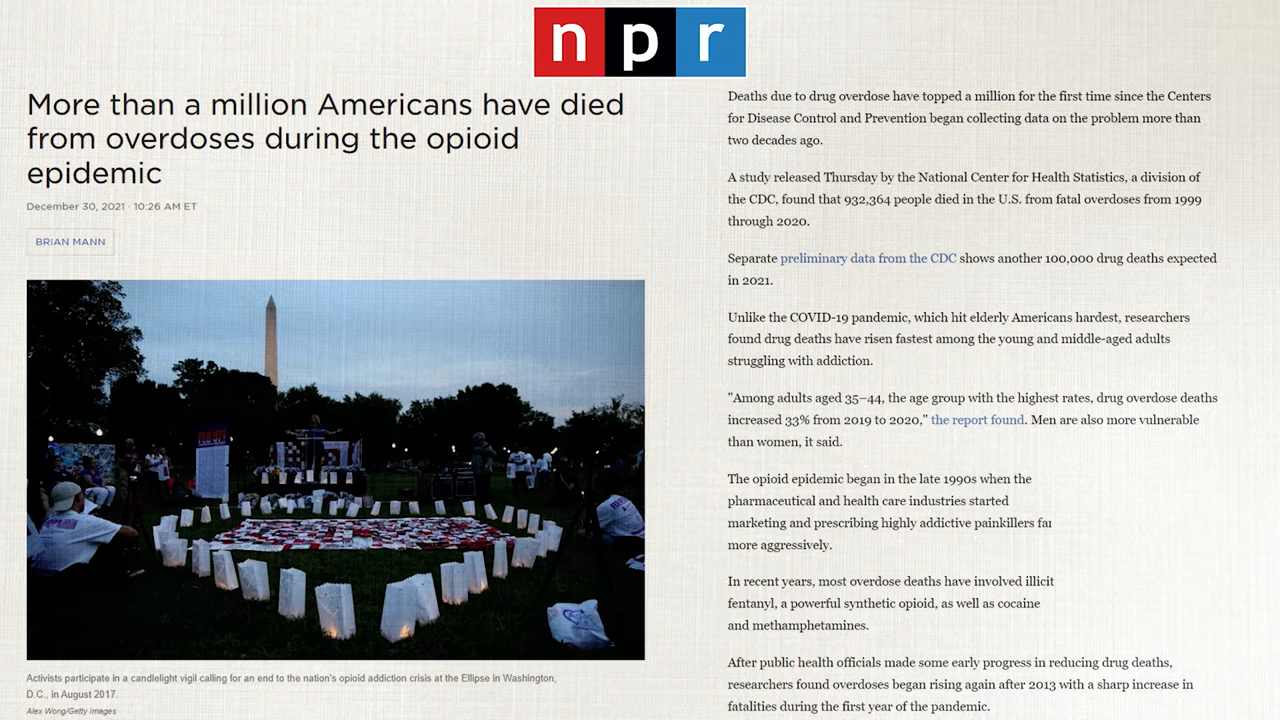 npr
More than a million Americans have died
from overdoses during the opioid
epidemic
December 30, 2021 · 10:26 AM ET
BRIAN MANN
Activists participate in a candlelight vigil calling for an end to the nation's opioid addiction crisis at the Ellipse in Washington,
D.C., in August 2017.
Alex Wong/Getty Images
Deaths due to drug overdose have topped a million for the first time since the Centers
for Disease Control and Prevention began collecting data on the problem more than
two decades ago.
A study released Thursday by the National Center for Health Statistics, a division of
the CDC, found that 932,364 people died in the U.S. from fatal overdoses from 1999
through 2020.
Separate preliminary data from the CDC shows another 100,000 drug deaths expected
in 2021.
Unlike the COVID-19 pandemic, which hit elderly Americans hardest, researchers
found drug deaths have risen fastest among the young and middle-aged adults
struggling with addiction.
"Among adults aged 35–44, the age group with the highest rates, drug overdose deaths
increased 33% from 2019 to 2020," the report found. Men are also more vulnerable
than women, it said.
The opioid epidemic began in the late 1990s when the
pharmaceutical and health care industries started
marketing and prescribing highly addictive painkillers far
more aggressively.
In recent years, most overdose deaths have involved illicit
fentanyl, a powerful synthetic opioid, as well as cocaine
and methamphetamines.
After public health officials made some early progress in reducing drug deaths,
researchers found overdoses began rising again after 2013 with a sharp increase in
fatalities during the first year of the pandemic.